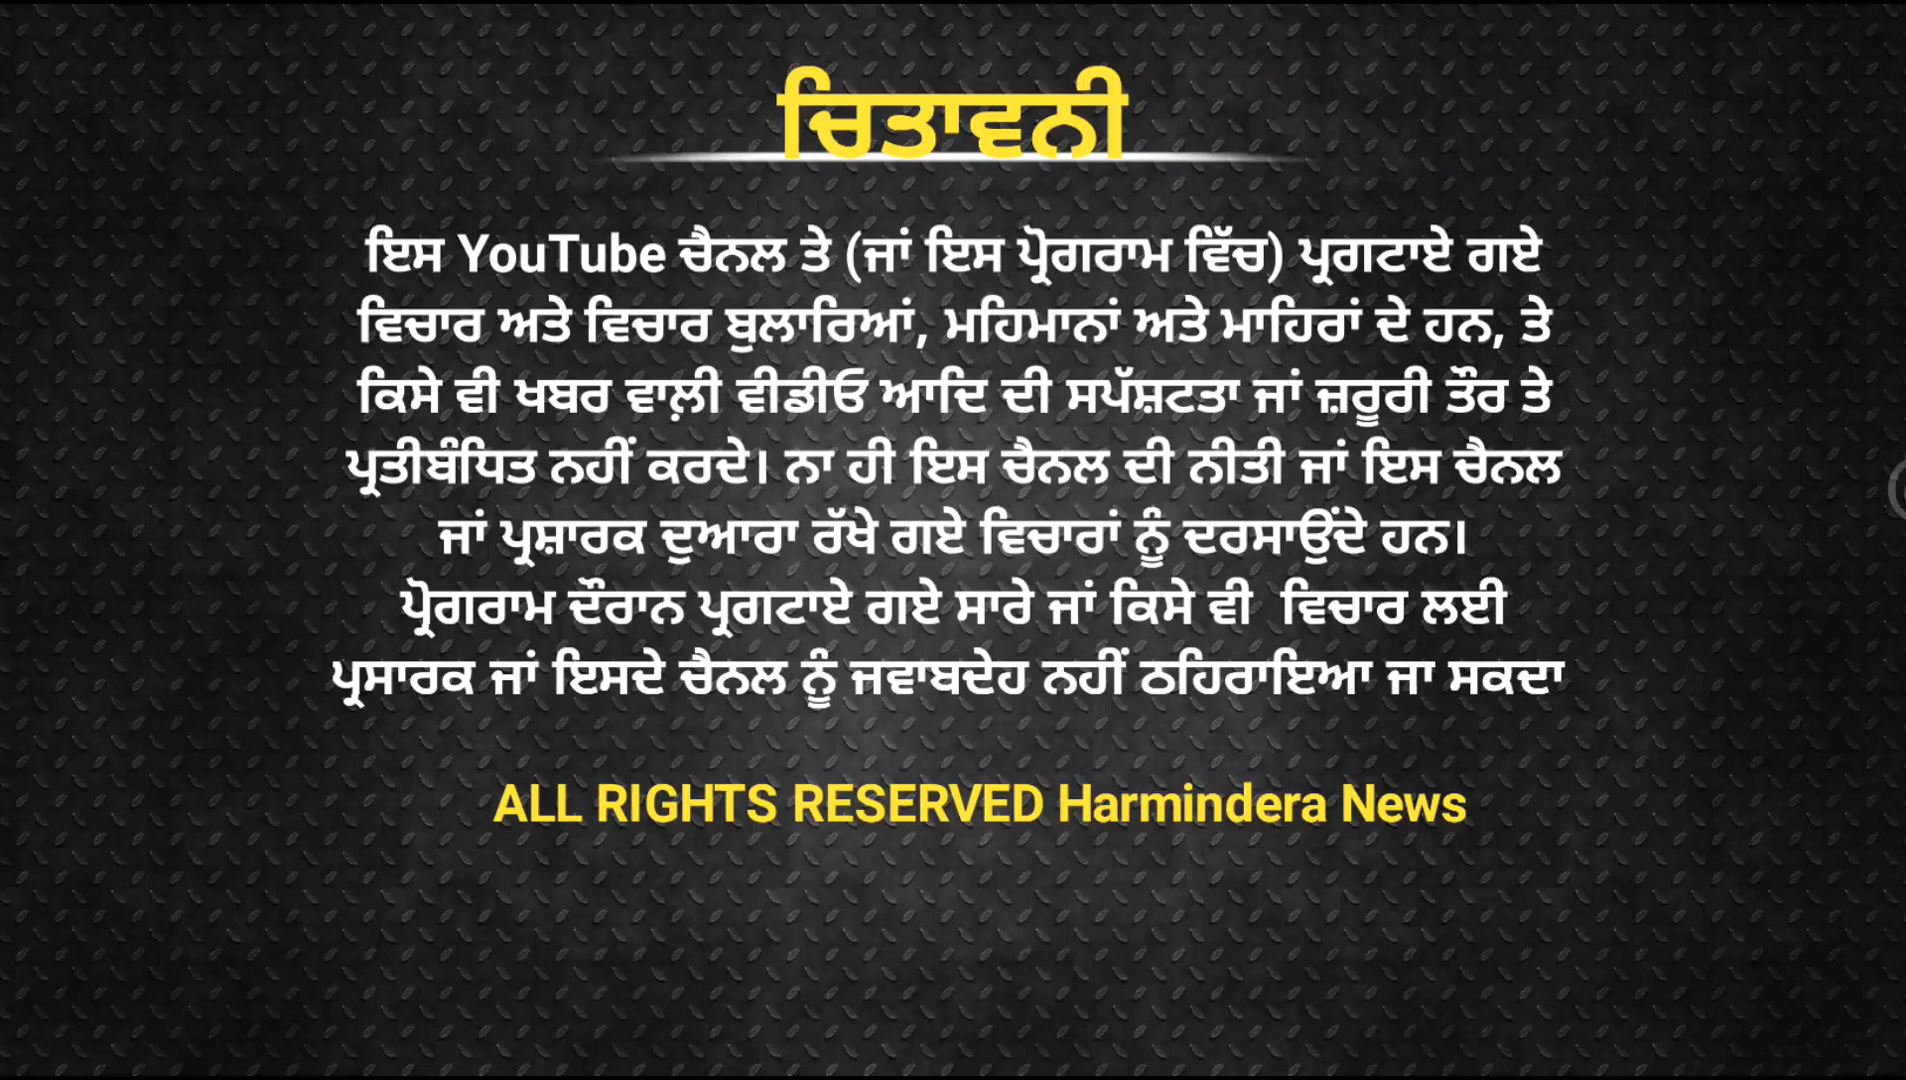 ਚਿਤਾਵਨੀ
ਇਸ YouTube ਚੈਨਲ ਤੇ (ਜਾਂ ਇਸ ਪ੍ਰੋਗਰਾਮ ਵਿੱਚ) ਪ੍ਰਗਟਾਏ ਗਏ
ਵਿਚਾਰ ਅਤੇ ਵਿਚਾਰ ਬੁਲਾਰਿਆਂ, ਮਹਿਮਾਨਾਂ ਅਤੇ ਮਾਹਿਰਾਂ ਦੇ ਹਨ, ਤੇ
ਕਿਸੇ ਵੀ ਖਬਰ ਵਾਲ਼ੀ ਵੀਡੀਓ ਆਦਿ ਦੀ ਸਪੱਸ਼ਟਤਾ ਜਾਂ ਜ਼ਰੂਰੀ ਤੌਰ ਤੇ
ਪ੍ਰਤੀਬੰਧਿਤ ਨਹੀਂ ਕਰਦੇ। ਨਾ ਹੀ ਇਸ ਚੈਨਲ ਦੀ ਨੀਤੀ ਜਾਂ ਇਸ ਚੈਨਲ
ਜਾਂ ਪ੍ਰਸ਼ਾਰਕ ਦੁਆਰਾ ਰੱਖੇ ਗਏ ਵਿਚਾਰਾਂ ਨੂੰ ਦਰਸਾਉਂਦੇ ਹਨ।
ਪ੍ਰੋਗਰਾਮ ਦੌਰਾਨ ਪ੍ਰਗਟਾਏ ਗਏ ਸਾਰੇ ਜਾਂ ਕਿਸੇ ਵੀ  ਵਿਚਾਰ ਲਈ
ਪ੍ਰਸਾਰਕ ਜਾਂ ਇਸਦੇ ਚੈਨਲ ਨੂੰ ਜਵਾਬਦੇਹ ਨਹੀਂ ਠਹਿਰਾਇਆ ਜਾ ਸਕਦਾ
ALL RIGHTS RESERVED Harmindera News